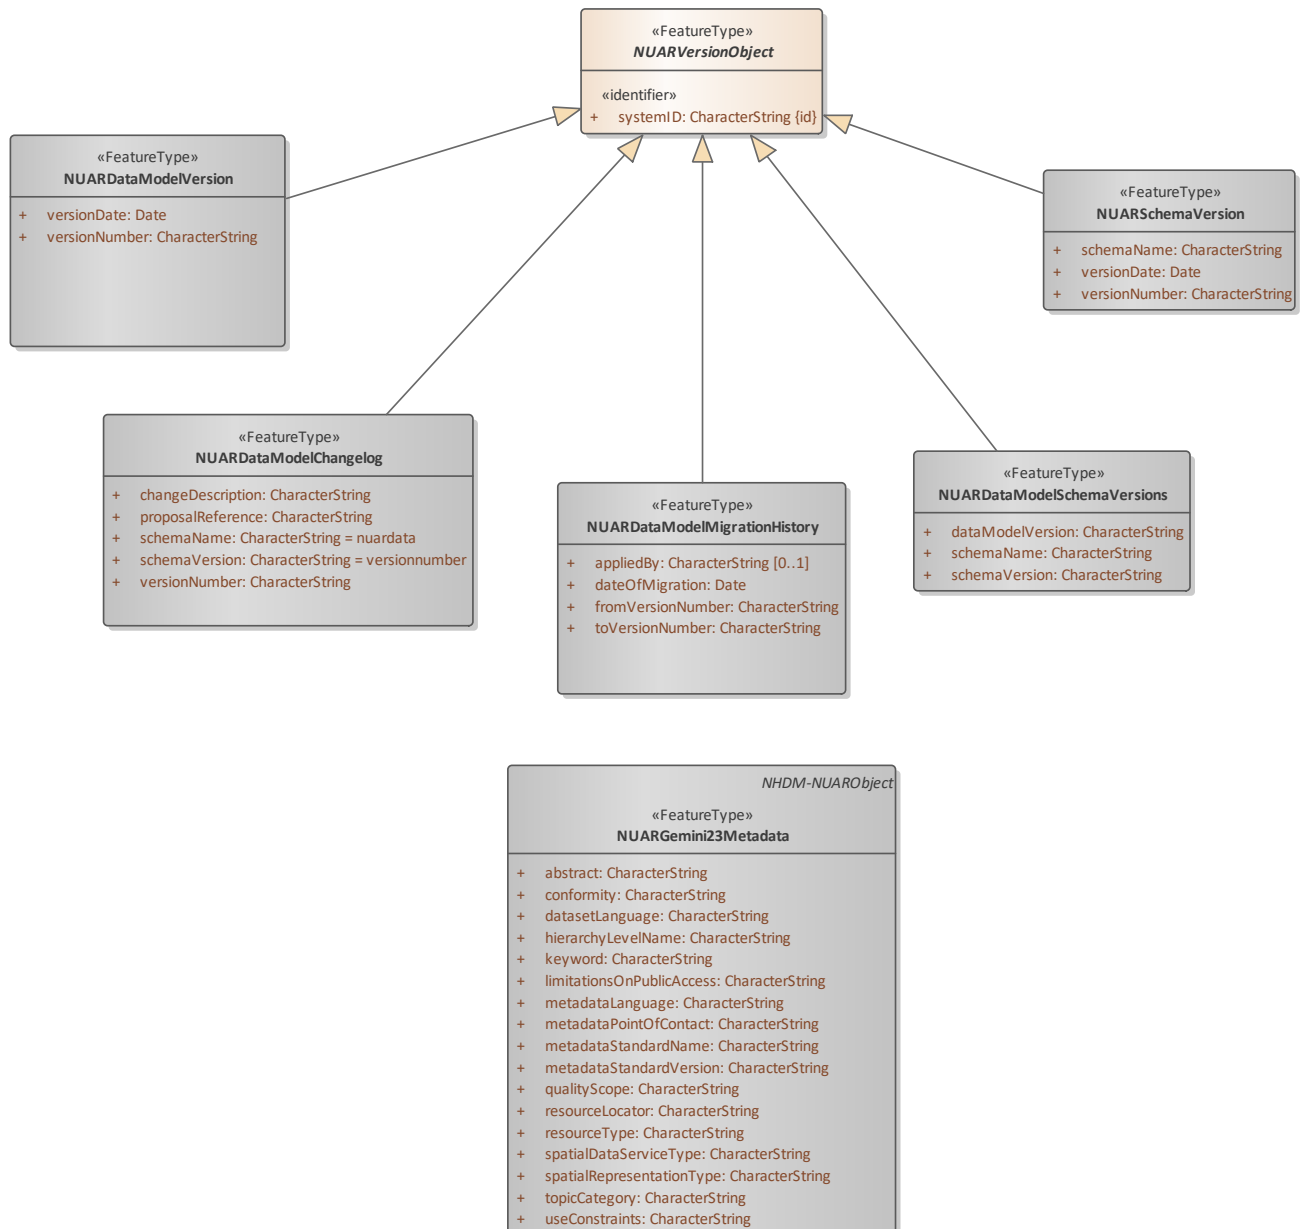 «FeatureType»
NUARVersionObject
«identifier»
+ systemID: CharacterString {id}
«FeatureType»
NUARDataModelVersion
+ versionDate: Date
+ versionNumber: CharacterString
«FeatureType»
NUARSchemaVersion
+ schemaName: CharacterString
+ versionDate: Date
+ versionNumber: CharacterString
«FeatureType»
NUARDataModelChangelog
+ changeDescription: CharacterString
+ proposalReference: CharacterString
+ schemaName: CharacterString = nuardata
+ schemaVersion: CharacterString = versionnumber
+ versionNumber: CharacterString
«FeatureType»
NUARDataModelMigrationHistory
+ appliedBy: CharacterString [0..1]
+ dateOfMigration: Date
+ fromVersionNumber: CharacterString
+ toVersionNumber: CharacterString
«FeatureType»
NUARDataModelSchemaVersions
+ dataModelVersion: CharacterString
+ schemaName: CharacterString
+ schemaVersion: CharacterString
NHDM-NUARObject
«FeatureType»
NUARGemini23Metadata
+ abstract: CharacterString
+ conformity: CharacterString
+ datasetLanguage: CharacterString
+ hierarchyLevelName: CharacterString
+ keyword: CharacterString
+ limitationsOnPublicAccess: CharacterString
+ metadataLanguage: CharacterString
+ metadataPointOfContact: CharacterString
+ metadataStandardName: CharacterString
+ metadataStandardVersion: CharacterString
+ qualityScope: CharacterString
+ resourceLocator: CharacterString
+ resourceType: CharacterString
+ spatialDataServiceType: CharacterString
+ spatialRepresentationType: CharacterString
+ topicCategory: CharacterString
+ useConstraints: CharacterString